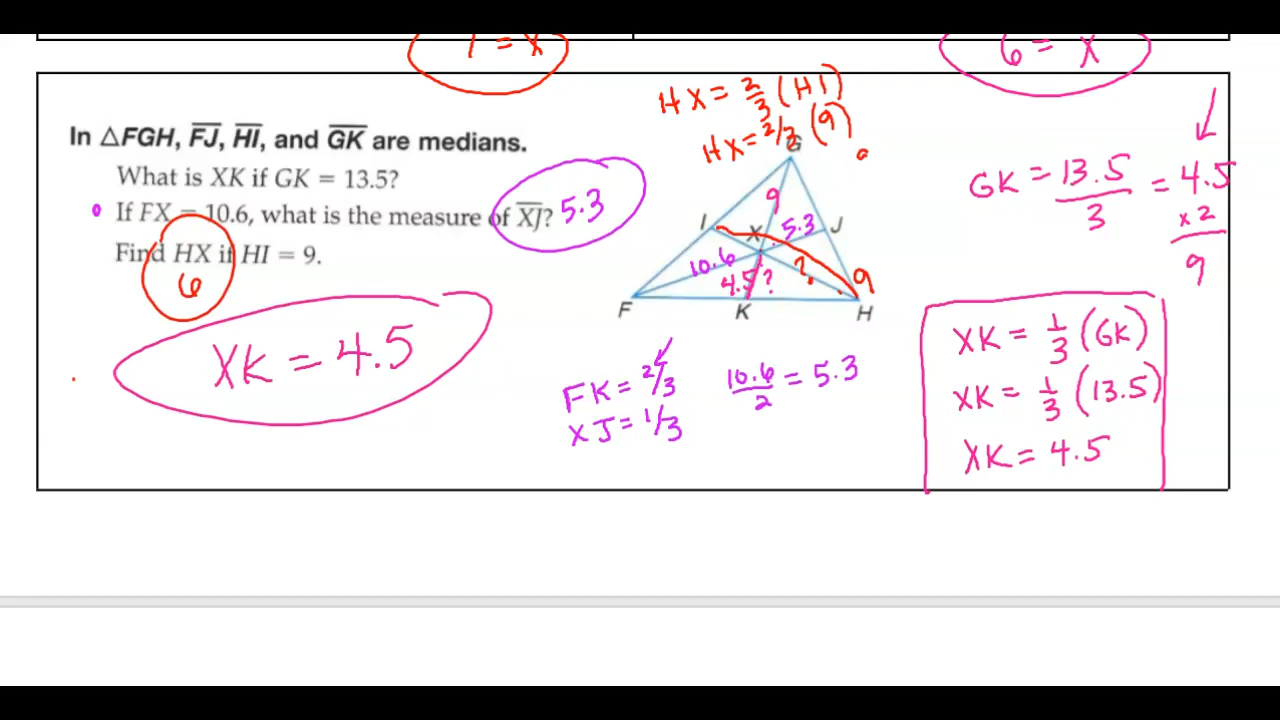 1 = x
6 = x
In △FGH, FJ, HI, and GK are medians.
What is XK if GK = 13.5?
If FX = 10.6, what is the measure of XJ? 5.3
Find HX if HI = 9.
6
XK = 4.5
HX = 2/3 (HI)
HX = 2/3 (9)
G
9
I
X
5.3
J
10.6
?
4.5
?
9
F
K
H
FK = 2/3
XJ = 1/3
10.6/2 = 5.3
GK = 13.5/3 = 4.5
x2
9
XK = 1/3 (GK)
XK = 1/3 (13.5)
XK = 4.5